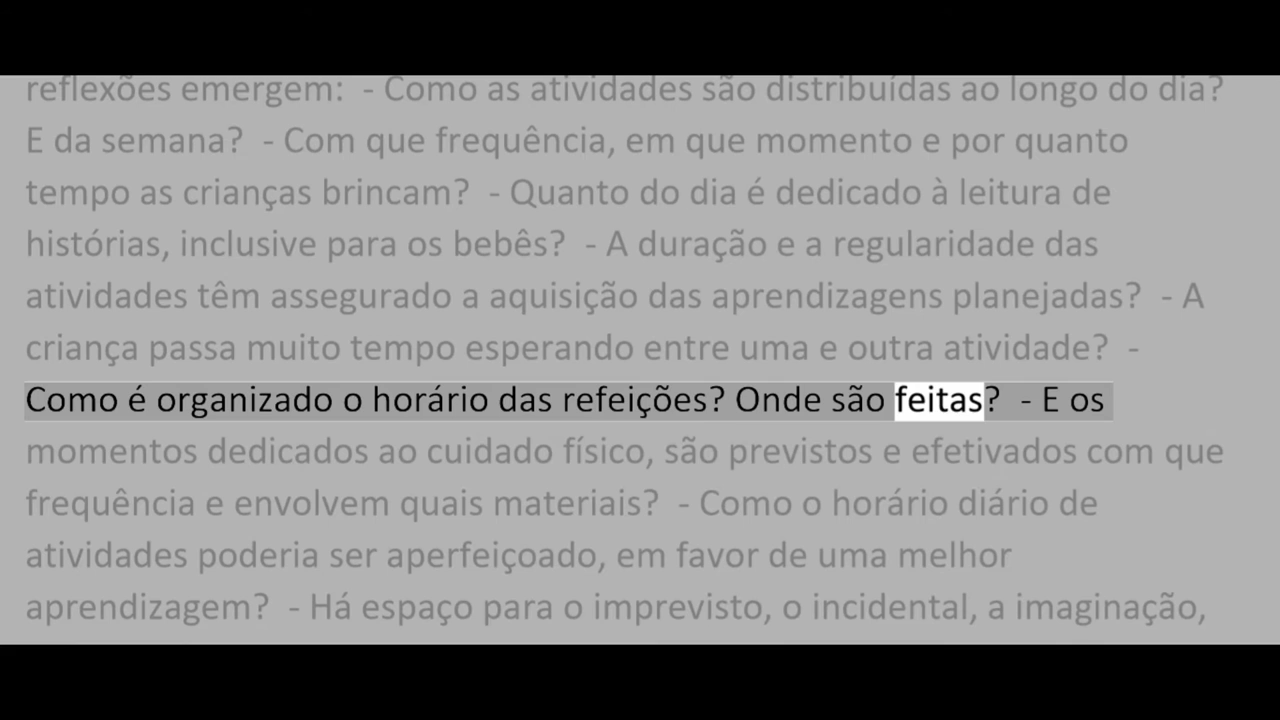 reflexões emergem:  - Como as atividades são distribuídas ao longo do dia?
E da semana?  - Com que frequência, em que momento e por quanto
tempo as crianças brincam?  - Quanto do dia é dedicado à leitura de
histórias, inclusive para os bebês?  - A duração e a regularidade das
atividades têm assegurado a aquisição das aprendizagens planejadas?  - A
criança passa muito tempo esperando entre uma e outra atividade?  -
Como é organizado o horário das refeições? Onde são feitas?  - E os
momentos dedicados ao cuidado físico, são previstos e efetivados com que
frequência e envolvem quais materiais?  - Como o horário diário de
atividades poderia ser aperfeiçoado, em favor de uma melhor
aprendizagem?  - Há espaço para o imprevisto, o incidental, a imaginação,